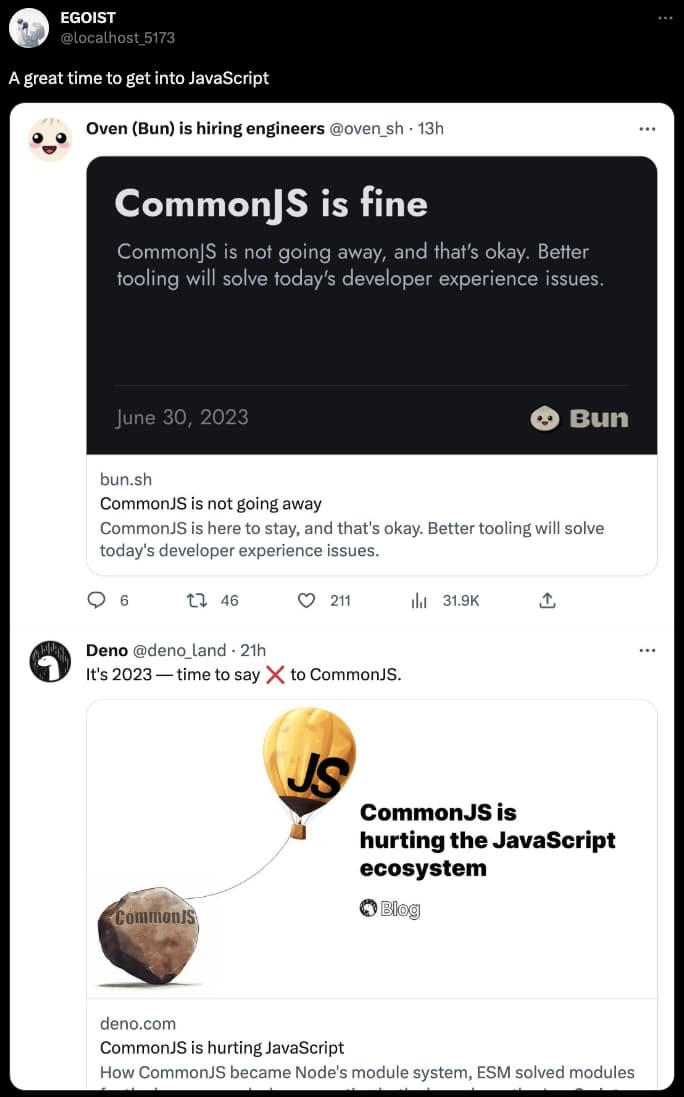 EGOIST
@localhost_5173
A great time to get into JavaScript
Oven (Bun) is hiring engineers @oven_sh · 13h
CommonJS is fine
CommonJS is not going away, and that's okay. Better
tooling will solve today's developer experience issues.
June 30, 2023
Bun
bun.sh
CommonJS is not going away
CommonJS is here to stay, and that's okay. Better tooling will solve
today's developer experience issues.
6 46 211 31.9K
Deno @deno_land · 21h
It's 2023 — time to say ❌ to CommonJS.
JS
CommonJS is
hurting the JavaScript
ecosystem
Blog
CommonJS
deno.com
CommonJS is hurting JavaScript
How CommonJS became Node's module system, ESM solved modules